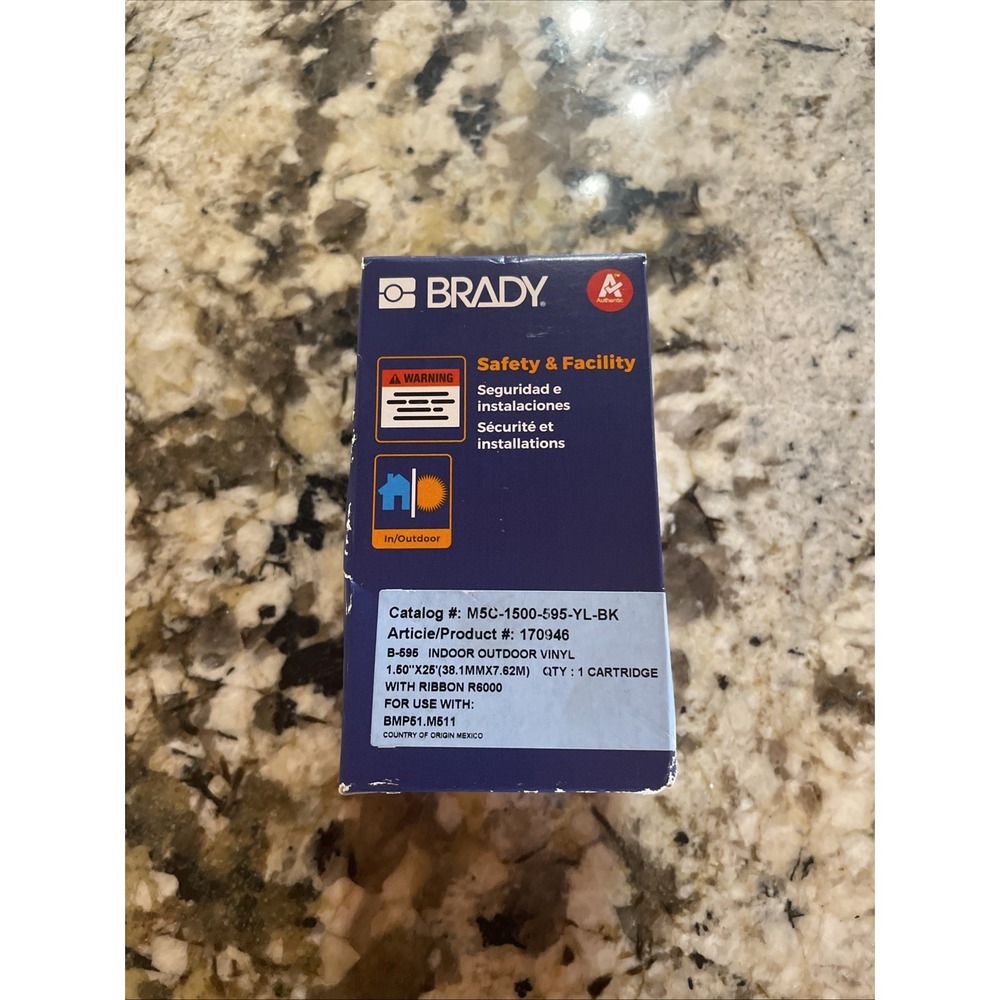 BRADY
Authentic
WARNING
Safety & Facility
Seguridad e
instalaciones
Sécurité et
installations
In/Outdoor
Catalog #: M5C-1500-595-YL-BK
Article/Product #: 170946
B-595 INDOOR OUTDOOR VINYL
1.50"X25'(38.1MMX7.62M) QTY : 1 CARTRIDGE
WITH RIBBON R6000
FOR USE WITH:
BMP51.M511
COUNTRY OF ORIGIN MEXICO